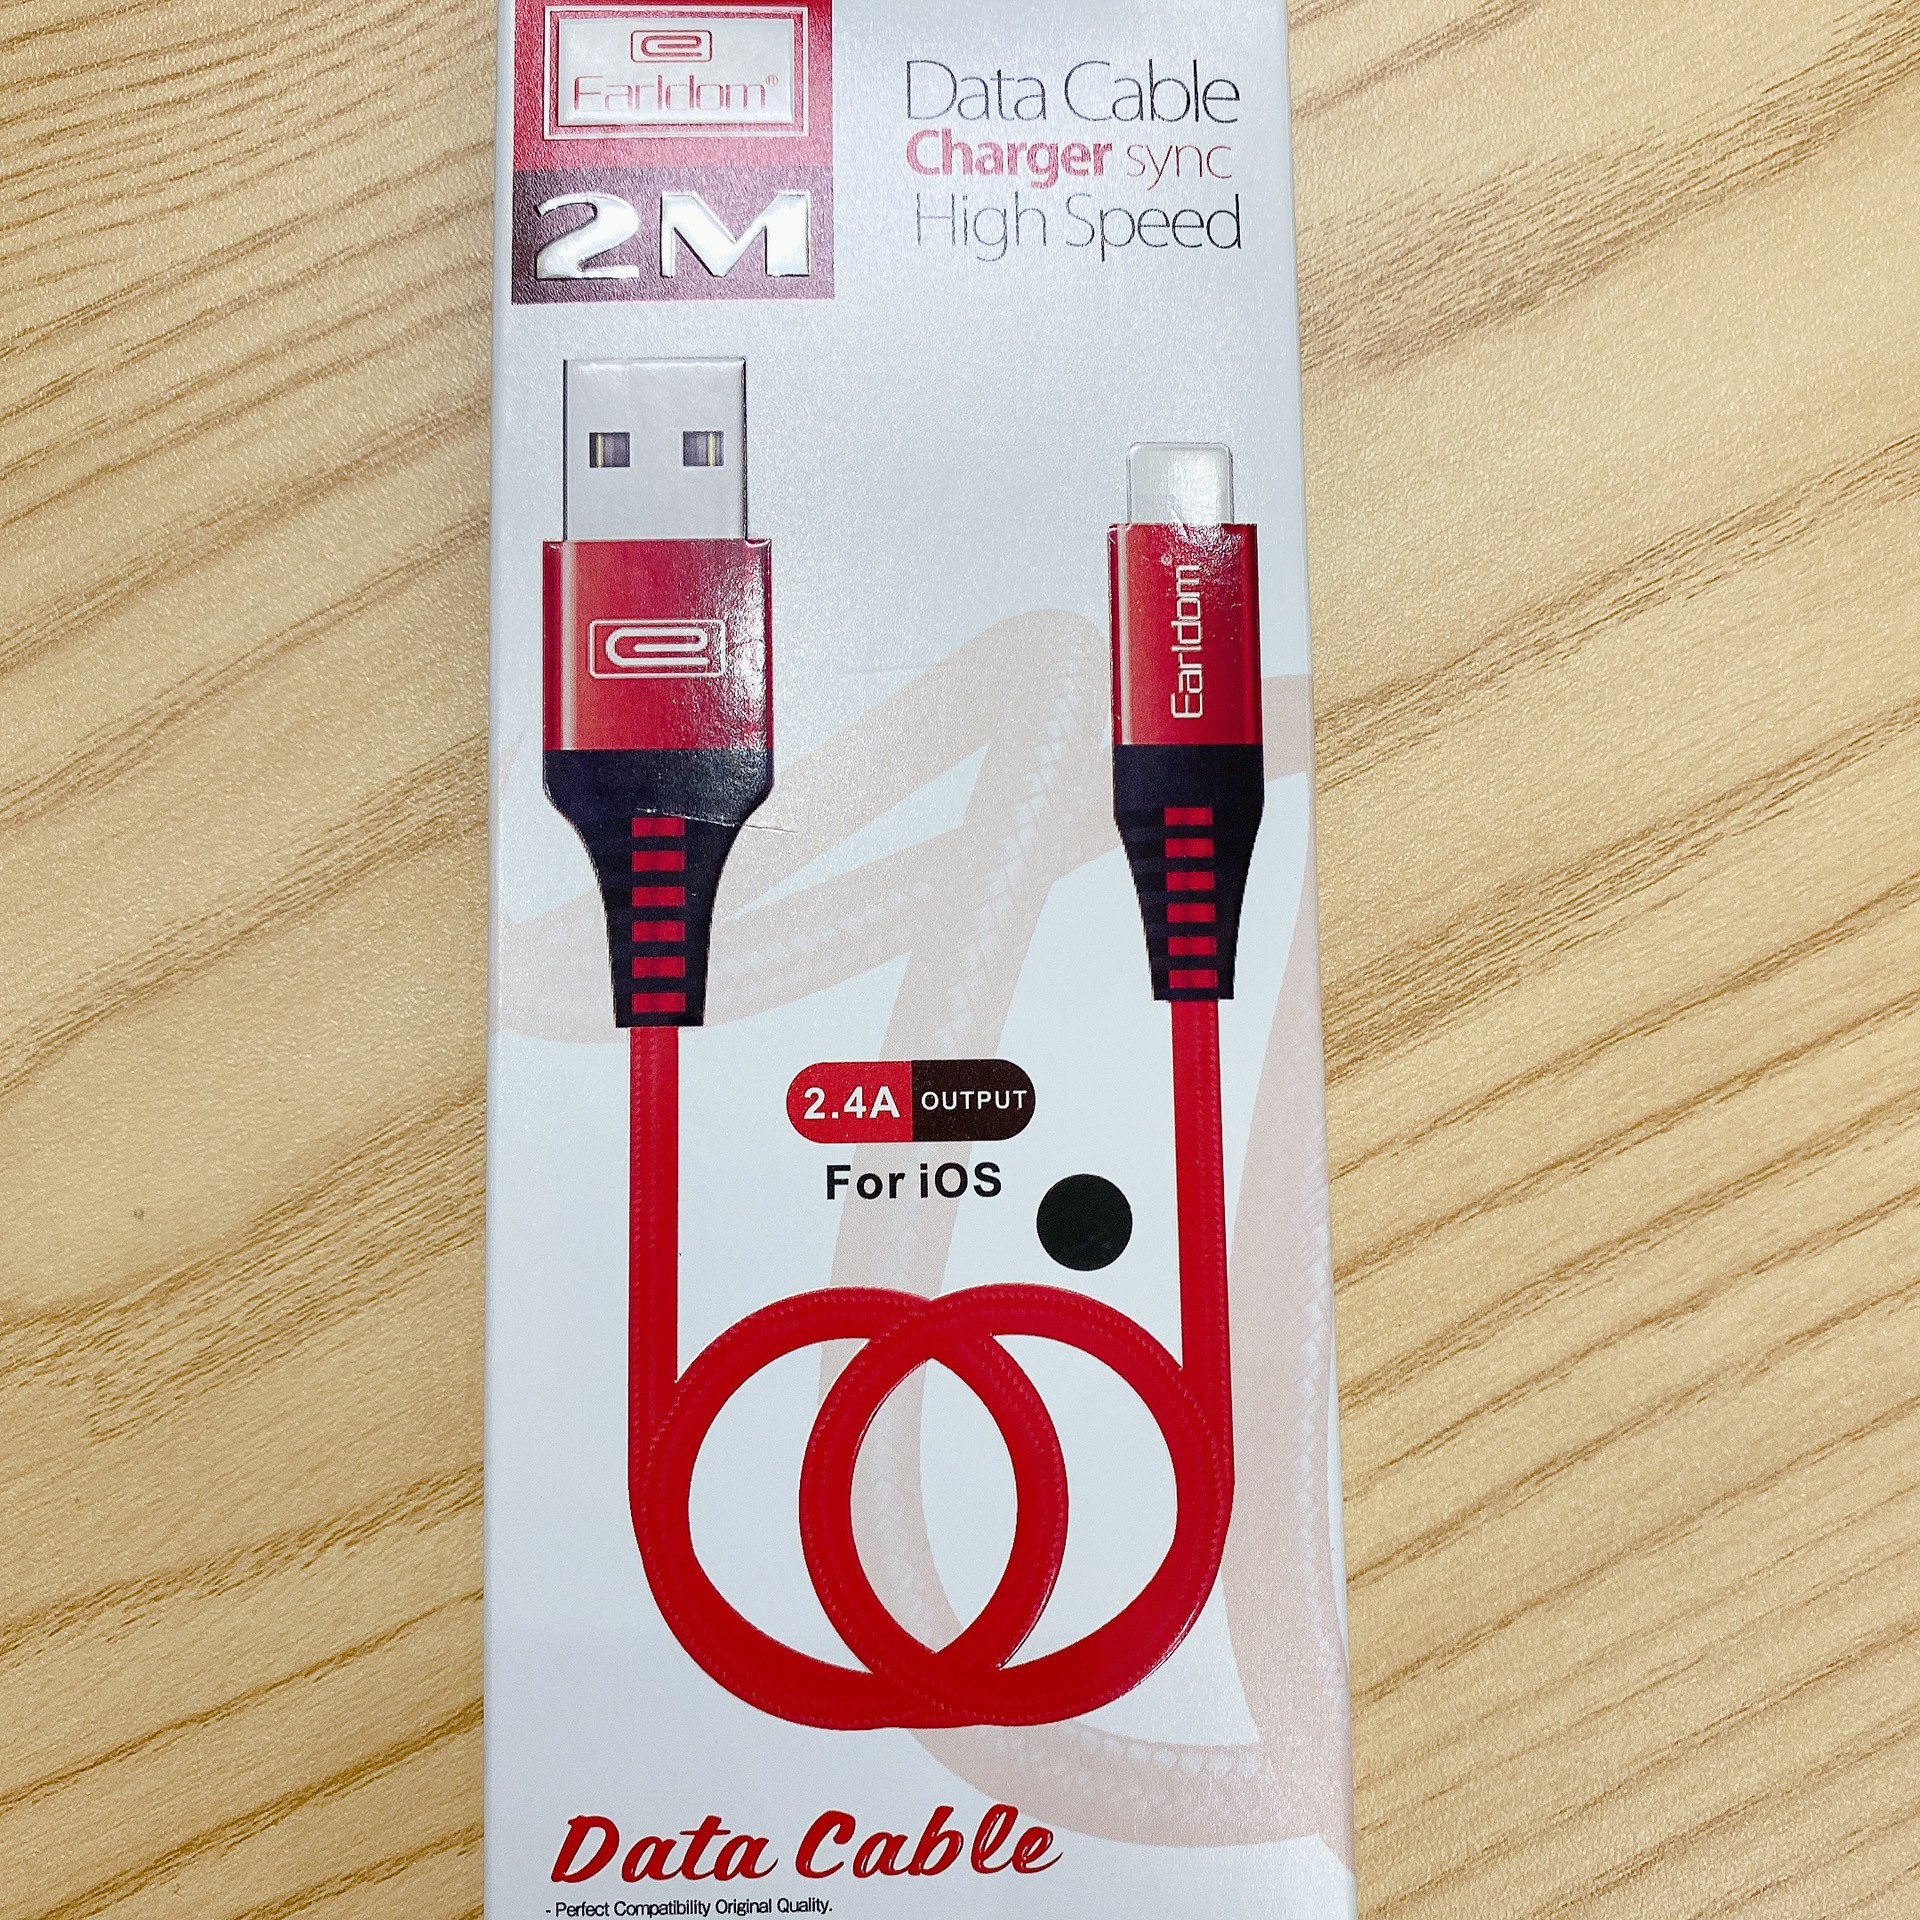 Earldom®
2M
Data Cable
Charger sync
High Speed
Earldom®
2.4A OUTPUT
For iOS
Data Cable
- Perfect Compatibility Original Quality.